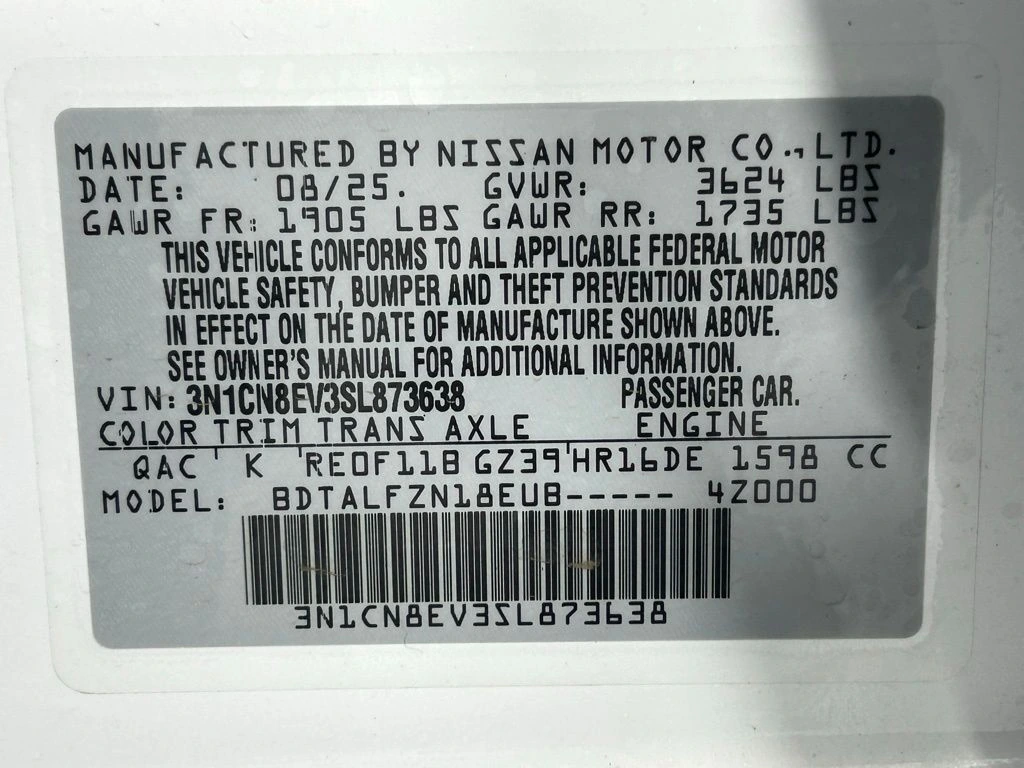 MANUFACTURED BY NISSAN MOTOR CO., LTD.
DATE: 08/25. GVWR: 3624 LBS
GAWR FR: 1905 LBS GAWR RR: 1735 LBS
THIS VEHICLE CONFORMS TO ALL APPLICABLE FEDERAL MOTOR
VEHICLE SAFETY, BUMPER AND THEFT PREVENTION STANDARDS
IN EFFECT ON THE DATE OF MANUFACTURE SHOWN ABOVE.
SEE OWNER'S MANUAL FOR ADDITIONAL INFORMATION.
VIN: 3N1CN8EV3SL873638 PASSENGER CAR.
COLOR TRIM TRANS AXLE ENGINE
QAC K RE0F11B GZ39 HR16DE 1598 CC
MODEL: BDTALFZN18EUB----- 4Z000
3N1CN8EV3SL873638